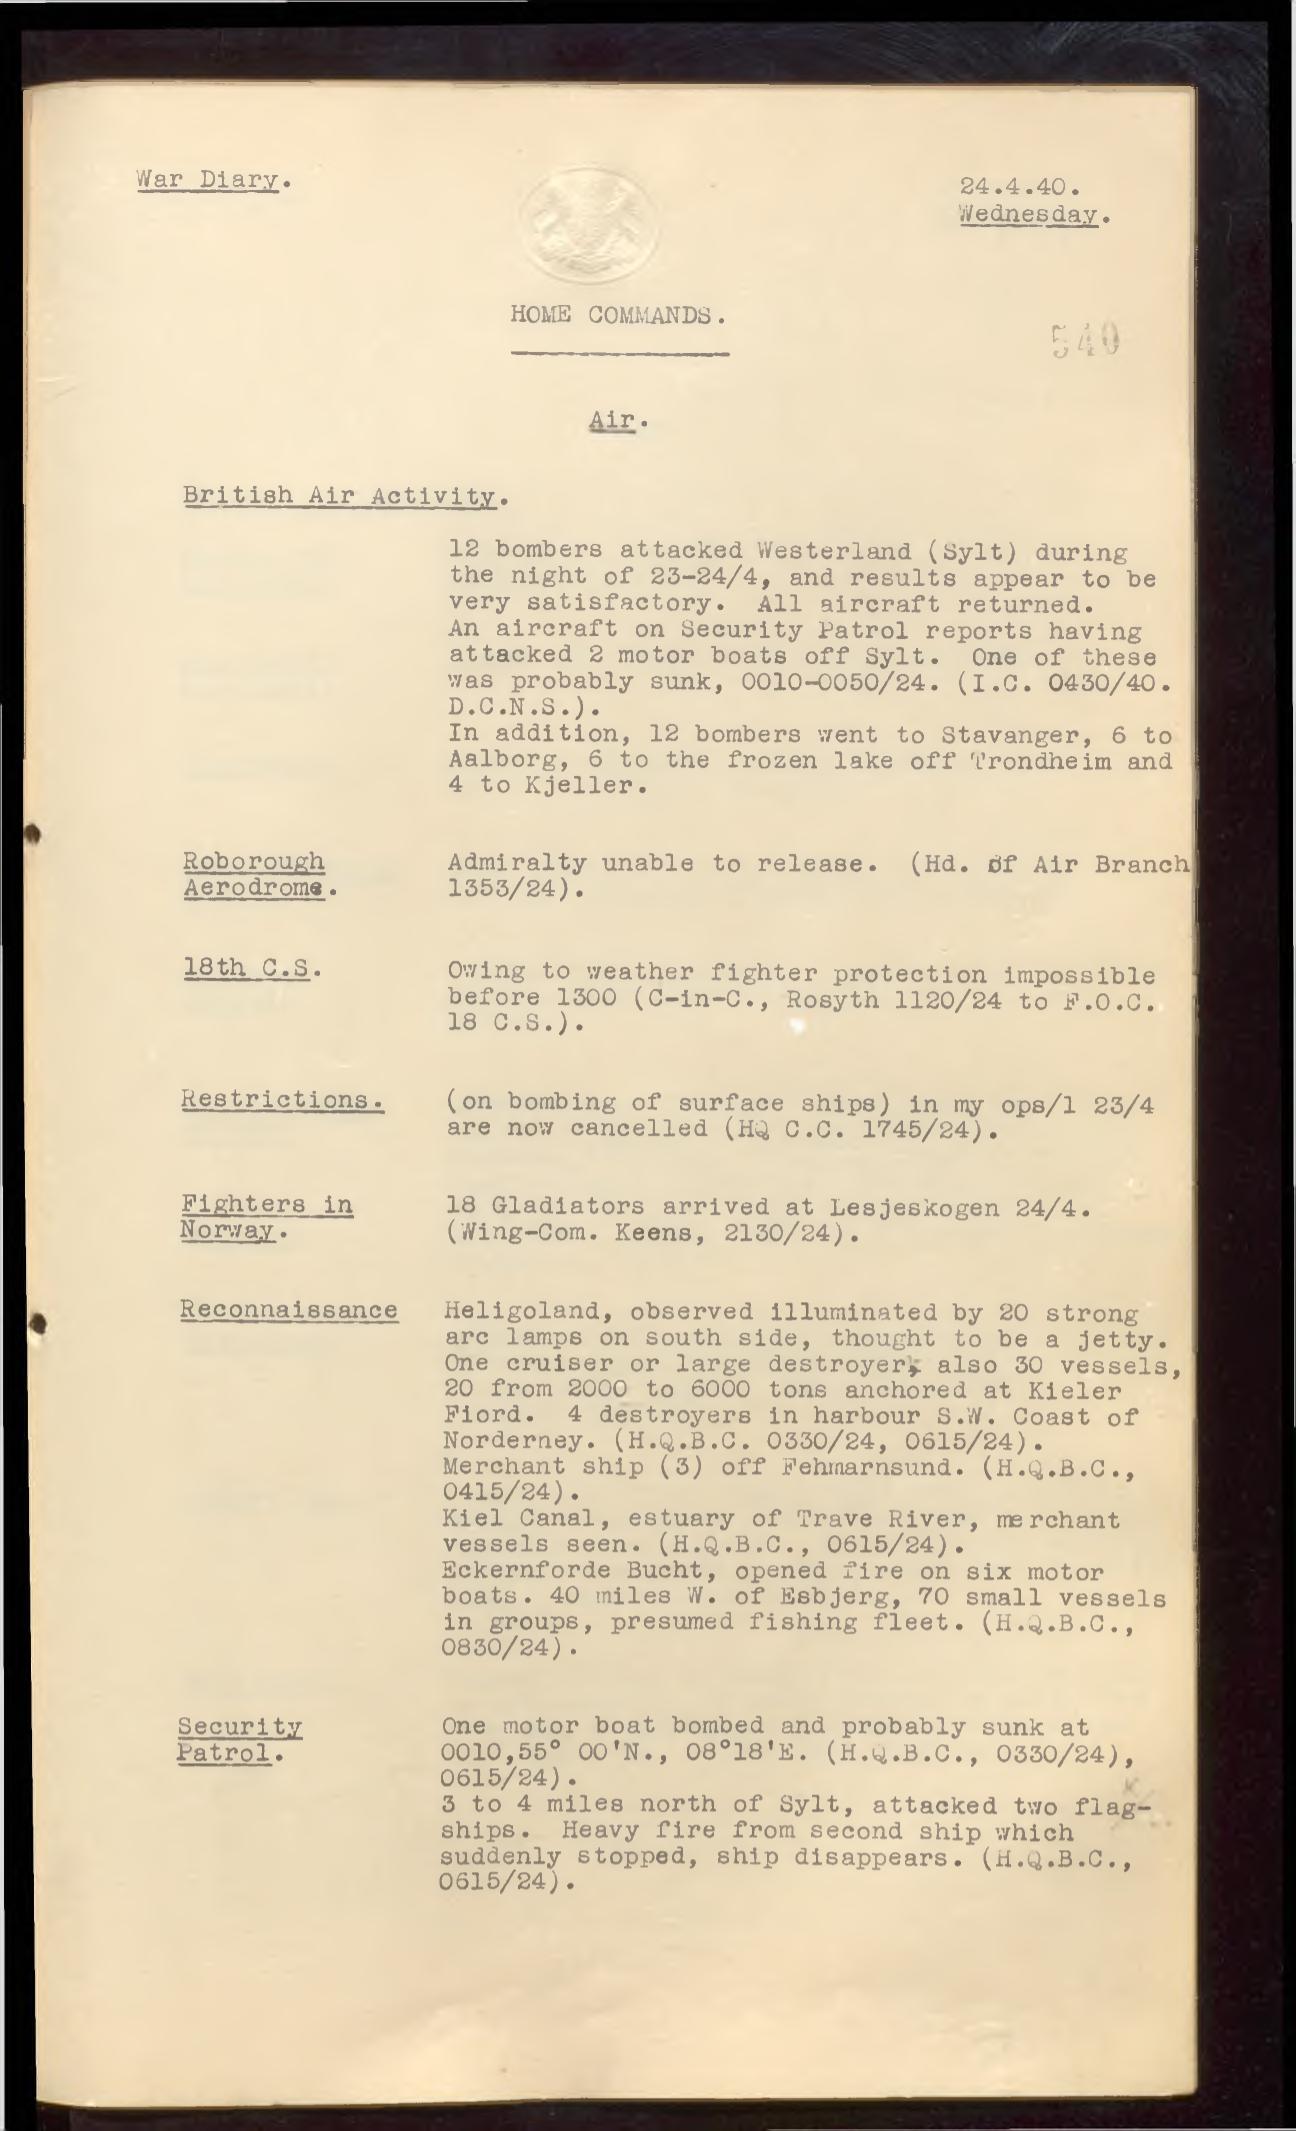 War Diary.
24.4.40.
Wednesday.
HOME COMMANDS.
540
Air.
British Air Activity.
12 bombers attacked Westerland (Sylt) during
the night of 23-24/4, and results appear to be
very satisfactory. All aircraft returned.
An aircraft on Security Patrol reports having
attacked 2 motor boats off Sylt. One of these
was probably sunk, 0010-0050/24. (I.C. 0430/40.
D.C.N.S.).
In addition, 12 bombers went to Stavanger, 6 to
Aalborg, 6 to the frozen lake off Trondheim and
4 to Kjeller.
Roborough
Aerodrome.
Admiralty unable to release. (Hd. of Air Branch
1353/24).
18th C.S.
Owing to weather fighter protection impossible
before 1300 (C-in-C., Rosyth 1120/24 to F.O.C.
18 C.S.).
Restrictions.
(on bombing of surface ships) in my ops/1 23/4
are now cancelled (HQ C.C. 1745/24).
Fighters in
Norway.
18 Gladiators arrived at Lesjeskogen 24/4.
(Wing-Com. Keens, 2130/24).
Reconnaissance
Heligoland, observed illuminated by 20 strong
arc lamps on south side, thought to be a jetty.
One cruiser or large destroyer, also 30 vessels,
20 from 2000 to 6000 tons anchored at Kieler
Fiord. 4 destroyers in harbour S.W. Coast of
Norderney. (H.Q.B.C. 0330/24, 0615/24).
Merchant ship (3) off Fehmarnsund. (H.Q.B.C.,
0415/24).
Kiel Canal, estuary of Trave River, merchant
vessels seen. (H.Q.B.C., 0615/24).
Eckernforde Bucht, opened fire on six motor
boats. 40 miles W. of Esbjerg, 70 small vessels
in groups, presumed fishing fleet. (H.Q.B.C.,
0830/24).
Security
Patrol.
One motor boat bombed and probably sunk at
0010,55° 00'N., 08°18'E. (H.Q.B.C., 0330/24),
0615/24).
3 to 4 miles north of Sylt, attacked two flag-
ships. Heavy fire from second ship which
suddenly stopped, ship disappears. (H.Q.B.C.,
0615/24).